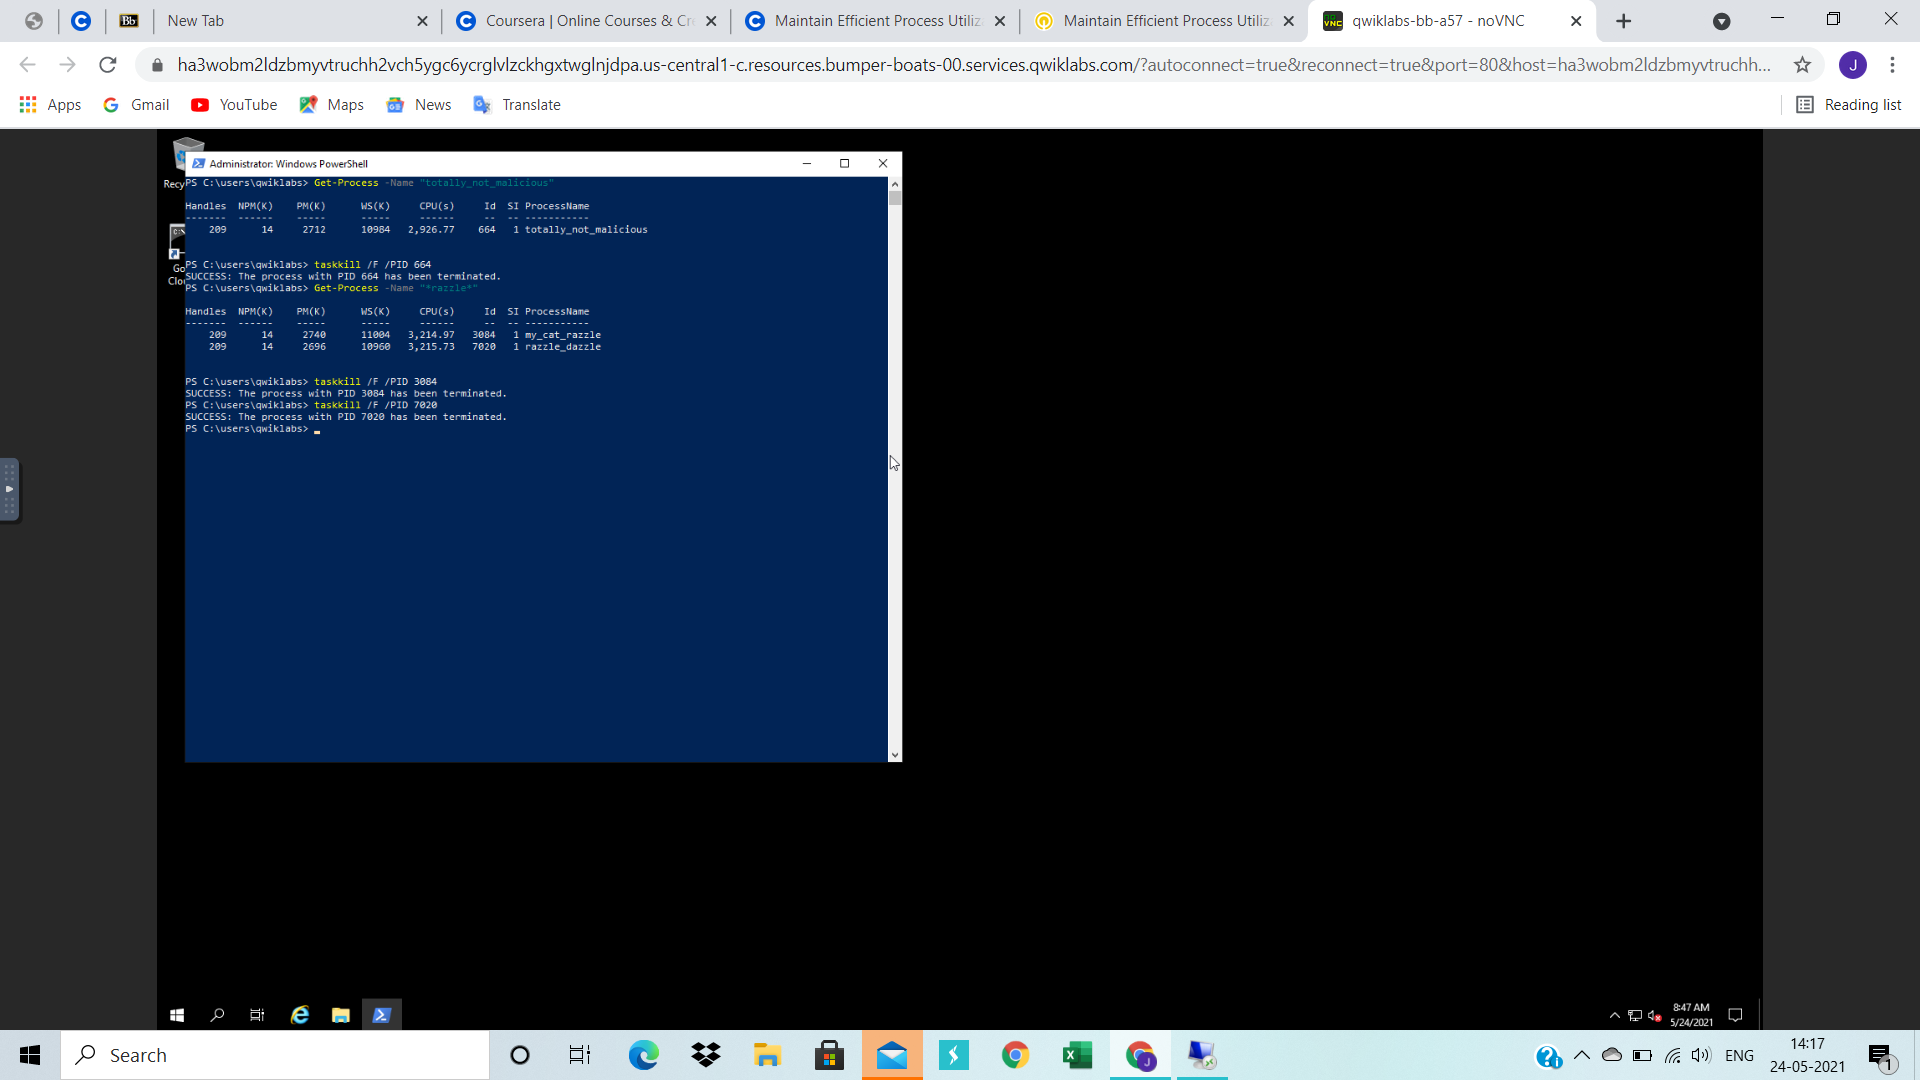 New Tab
Coursera | Online Courses & Cre
Maintain Efficient Process Utiliz
Maintain Efficient Process Utiliz
qwiklabs-bb-a57 - noVNC
ha3wobm2ldzbmyvtruchh2vch5ygc6ycrglvlzckhgxtwglnjdpa.us-central1-c.resources.bumper-boats-00.services.qwiklabs.com/?autoconnect=true&reconnect=true&port=80&host=ha3wobm2ldzbmyvtruchh...
J
Apps
Gmail
YouTube
Maps
News
Translate
Reading list
Administrator: Windows PowerShell
PS C:\users\qwiklabs> Get-Process -Name "totally_not_malicious"
Handles NPM(K) PM(K) WS(K) CPU(s) Id SI ProcessName
------- ------ ----- ----- ------ -- -- -----------
209 14 2712 10984 2,926.77 664 1 totally_not_malicious
PS C:\users\qwiklabs> taskkill /F /PID 664
SUCCESS: The process with PID 664 has been terminated.
PS C:\users\qwiklabs> Get-Process -Name "*razzle*"
Handles NPM(K) PM(K) WS(K) CPU(s) Id SI ProcessName
------- ------ ----- ----- ------ -- -- -----------
209 14 2740 11004 3,214.97 3084 1 my_cat_razzle
209 14 2696 10960 3,215.73 7020 1 razzle_dazzle
PS C:\users\qwiklabs> taskkill /F /PID 3084
SUCCESS: The process with PID 3084 has been terminated.
PS C:\users\qwiklabs> taskkill /F /PID 7020
SUCCESS: The process with PID 7020 has been terminated.
PS C:\users\qwiklabs>
Recy
Go
Clo
8:47 AM
5/24/2021
Search
ENG
14:17
24-05-2021
1